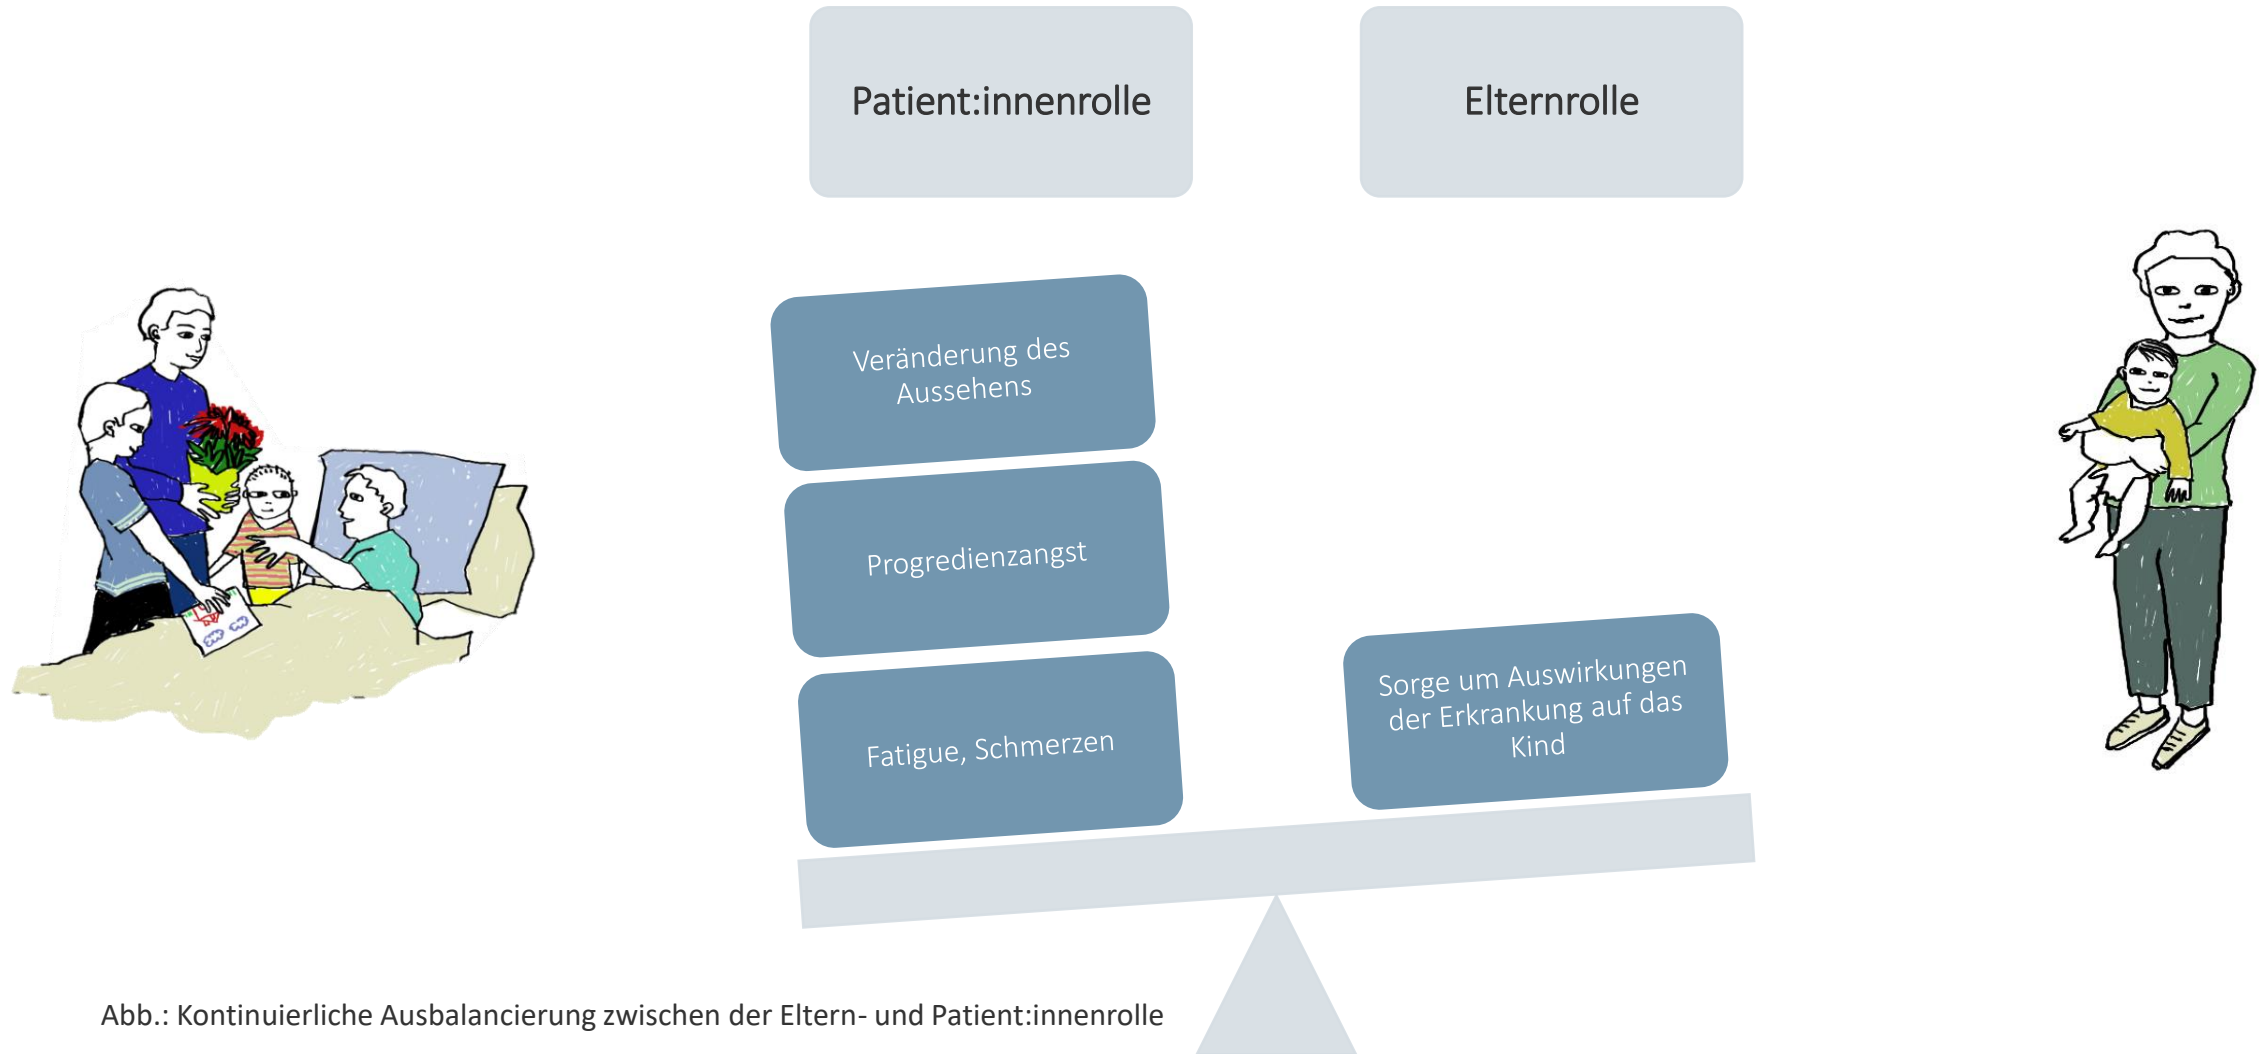 Patient:innenrolle
Elternrolle
Veränderung des
Aussehens
Progredienzangst
Fatigue, Schmerzen
Sorge um Auswirkungen
der Erkrankung auf das
Kind
Abb.: Kontinuierliche Ausbalancierung zwischen der Eltern- und Patient:innenrolle